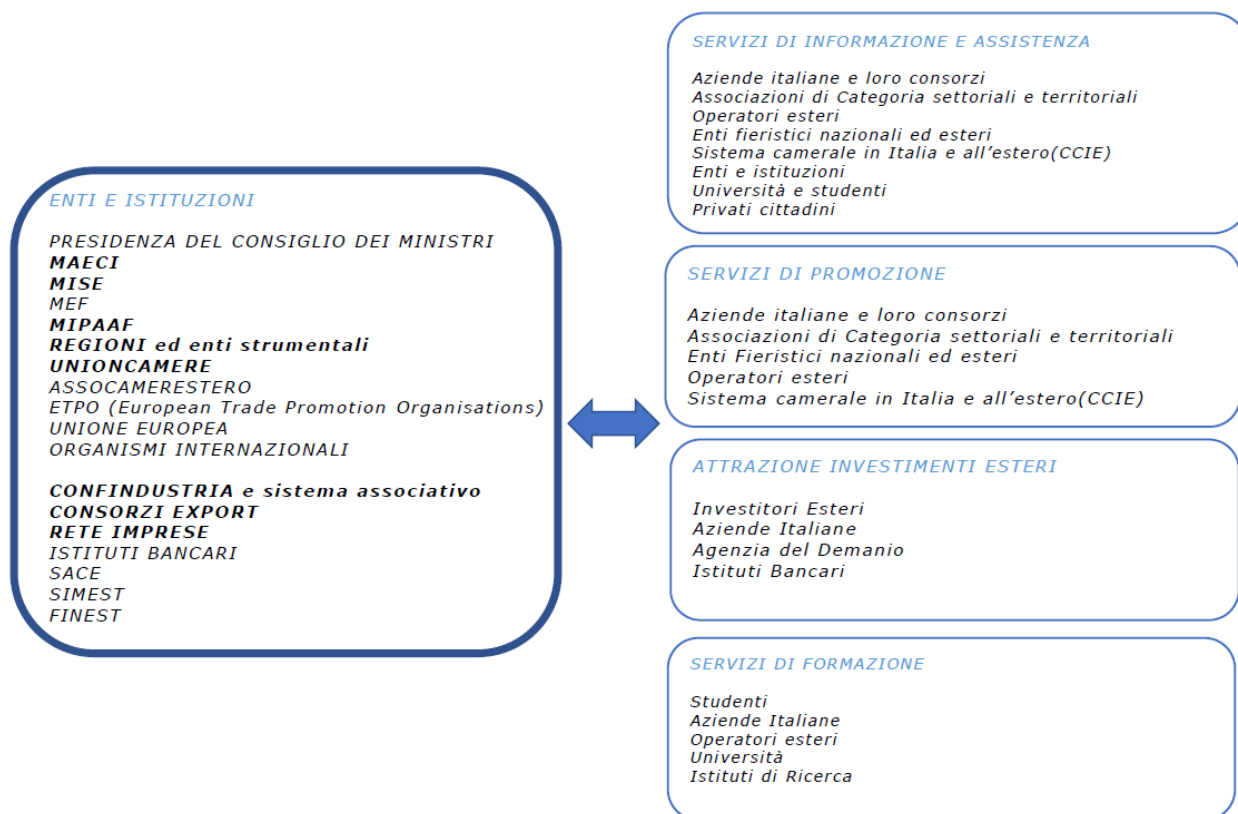 ENTI E ISTITUZIONI
PRESIDENZA DEL CONSIGLIO DEI MINISTRI
MAECI
MISE
MEF
MIPAAF
REGIONI ed enti strumentali
UNIONCAMERE
ASSOCAMERESTERO
ETPO (European Trade Promotion Organisations)
UNIONE EUROPEA
ORGANISMI INTERNAZIONALI
CONFINDUSTRIA e sistema associativo
CONSORZI EXPORT
RETE IMPRESE
ISTITUTI BANCARI
SACE
SIMEST
FINEST
SERVIZI DI INFORMAZIONE E ASSISTENZA
Aziende italiane e loro consorzi
Associazioni di Categoria settoriali e territoriali
Operatori esteri
Enti fieristici nazionali ed esteri
Sistema camerale in Italia e all'estero(CCIE)
Enti e istituzioni
Università e studenti
Privati cittadini
SERVIZI DI PROMOZIONE
Aziende italiane e loro consorzi
Associazioni di Categoria settoriali e territoriali
Enti Fieristici nazionali ed esteri
Operatori esteri
Sistema camerale in Italia e all'estero(CCIE)
ATTRAZIONE INVESTIMENTI ESTERI
Investitori Esteri
Aziende Italiane
Agenzia del Demanio
Istituti Bancari
SERVIZI DI FORMAZIONE
Studenti
Aziende Italiane
Operatori esteri
Università
Istituti di Ricerca